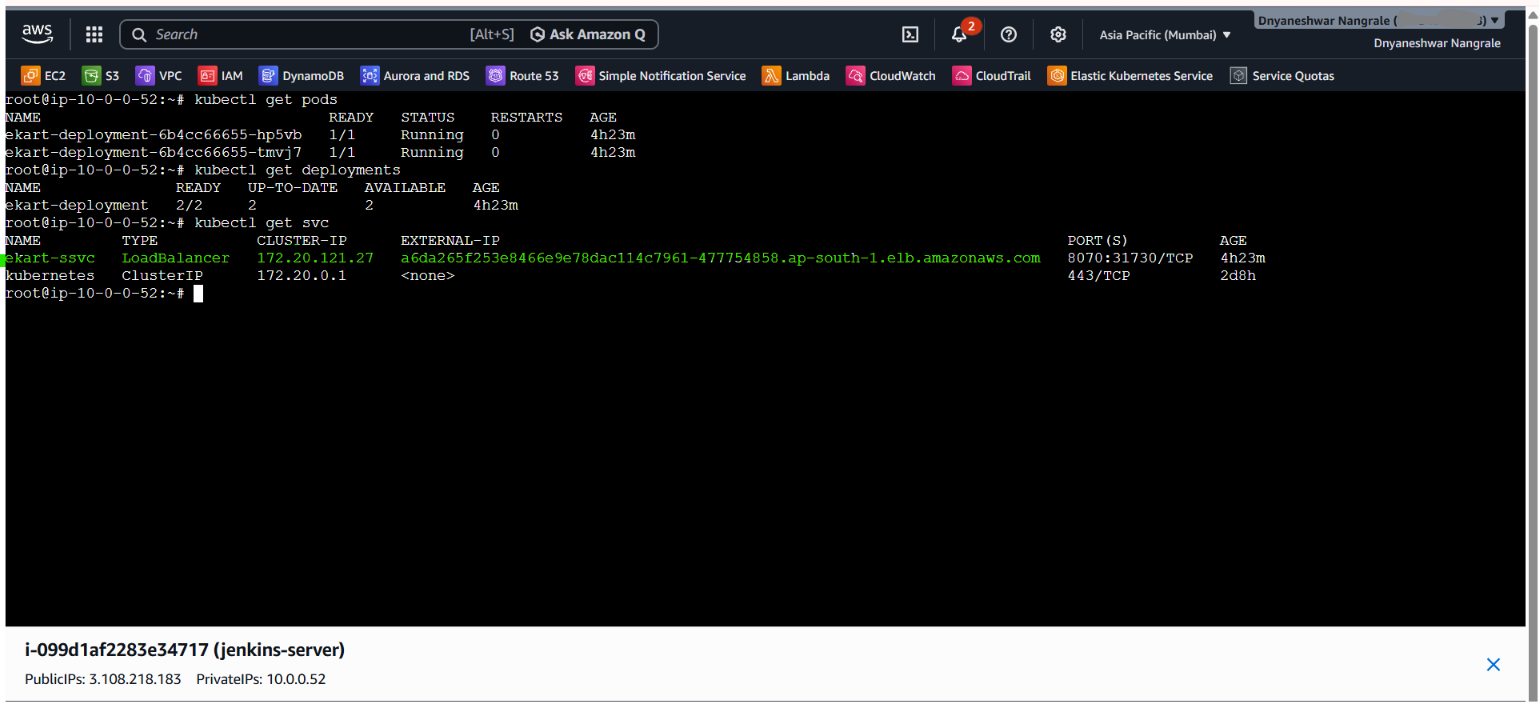 aws Search [Alt+S] Ask Amazon Q 2 Asia Pacific (Mumbai) ▼ Dnyaneshwar Nangrale ( ) ▼
Dnyaneshwar Nangrale
EC2 S3 VPC IAM DynamoDB Aurora and RDS Route 53 Simple Notification Service Lambda CloudWatch CloudTrail Elastic Kubernetes Service Service Quotas
root@ip-10-0-0-52:~# kubectl get pods
NAME READY STATUS RESTARTS AGE
ekart-deployment-6b4cc66655-hp5vb 1/1 Running 0 4h23m
ekart-deployment-6b4cc66655-tmvj7 1/1 Running 0 4h23m
root@ip-10-0-0-52:~# kubectl get deployments
NAME READY UP-TO-DATE AVAILABLE AGE
ekart-deployment 2/2 2 2 4h23m
root@ip-10-0-0-52:~# kubectl get svc
NAME TYPE CLUSTER-IP EXTERNAL-IP PORT(S) AGE
ekart-ssvc LoadBalancer 172.20.121.27 a6da265f253e8466e9e78dac114c7961-477754858.ap-south-1.elb.amazonaws.com 8070:31730/TCP 4h23m
kubernetes ClusterIP 172.20.0.1 <none> 443/TCP 2d8h
root@ip-10-0-0-52:~#
i-099d1af2283e34717 (jenkins-server)
PublicIPs: 3.108.218.183 PrivateIPs: 10.0.0.52